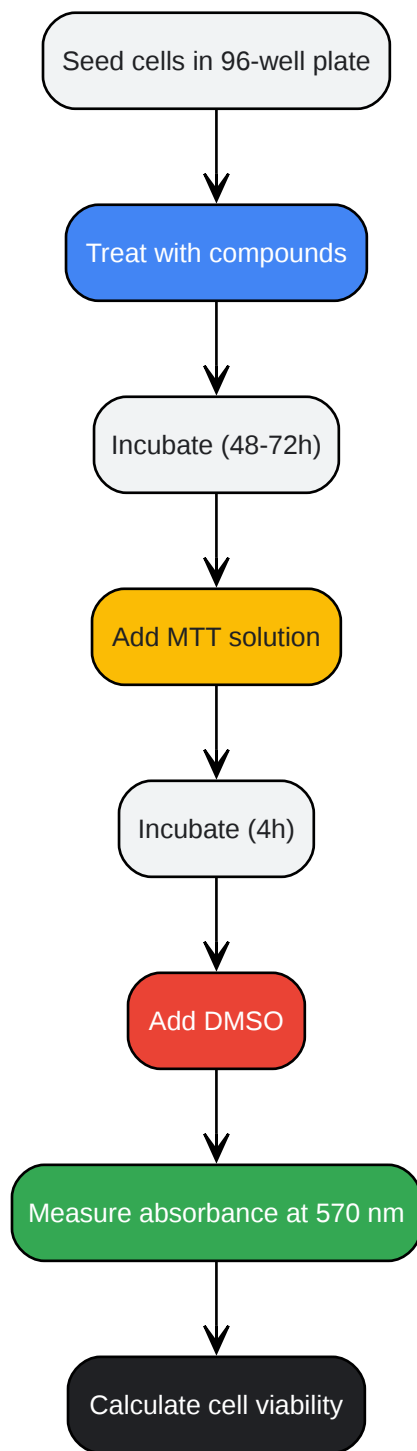 Seed cells in 96-well plate
Treat with compounds
Incubate (48-72h)
Add MTT solution
Incubate (4h)
Add DMSO
Measure absorbance at 570 nm
Calculate cell viability